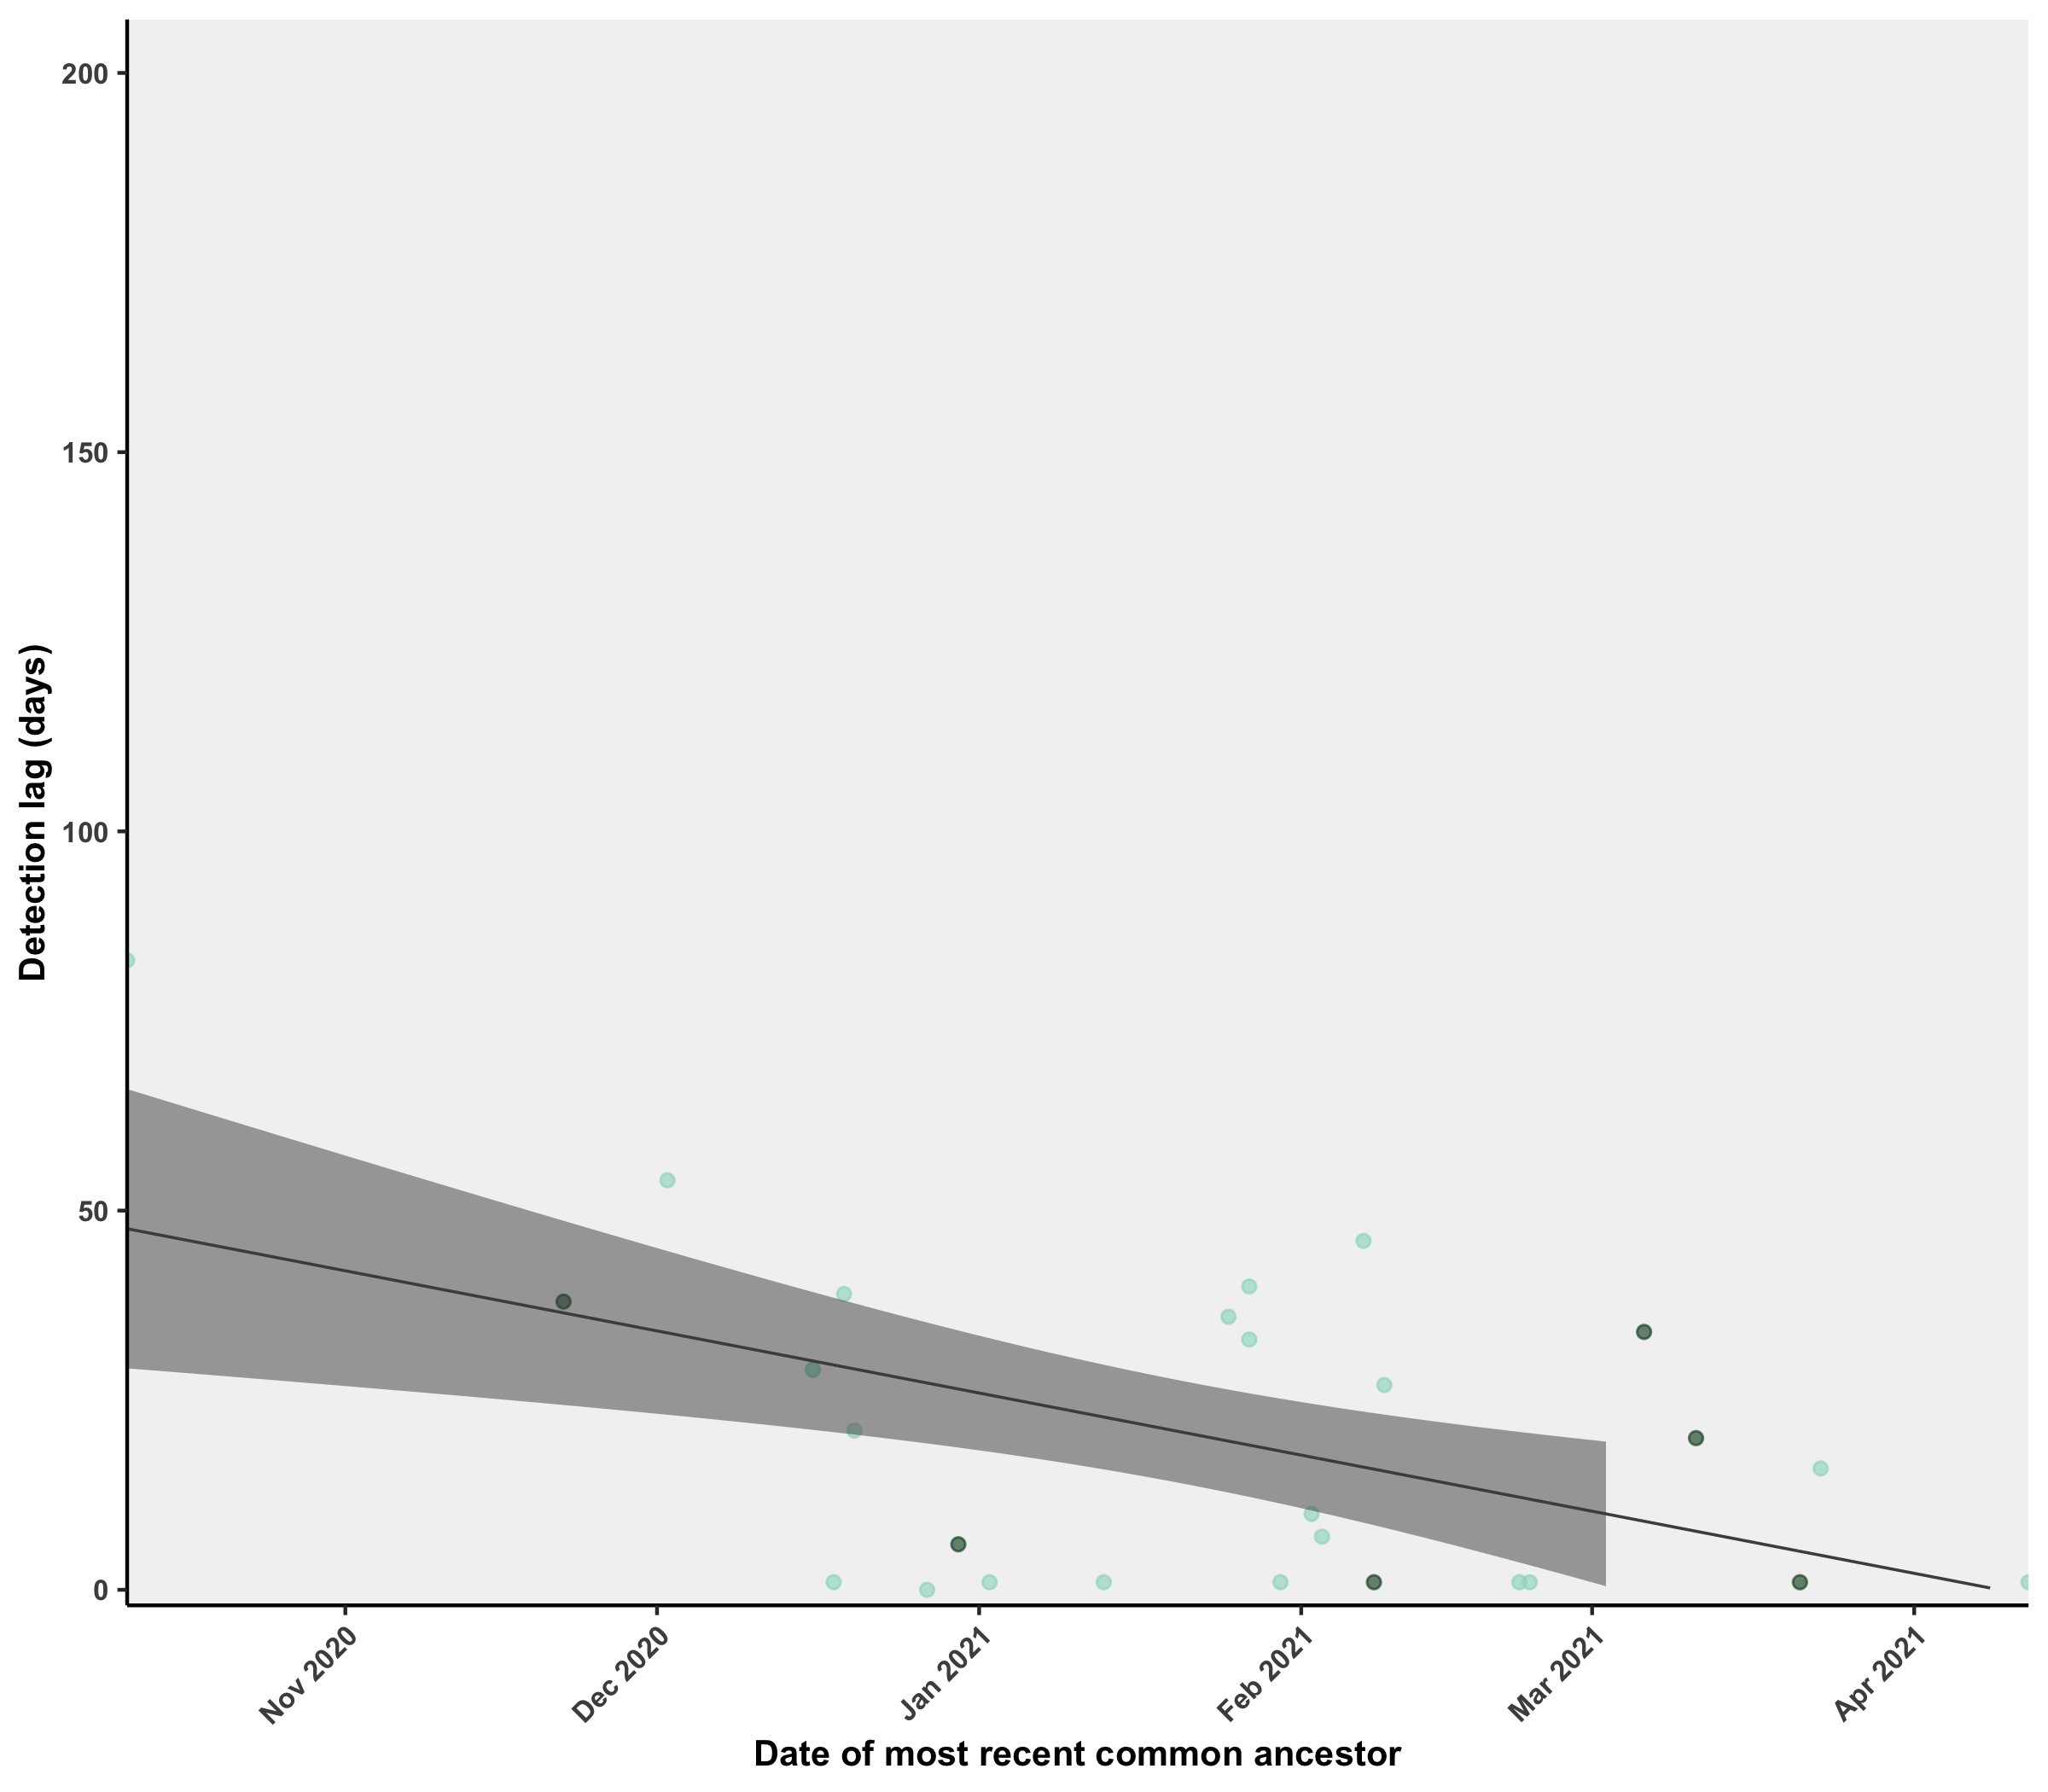 200
150
100
50
0
Detection lag (days)
Nov 2020
Dec 2020
Jan 2021
Feb 2021
Mar 2021
Apr 2021
Date of most recent common ancestor